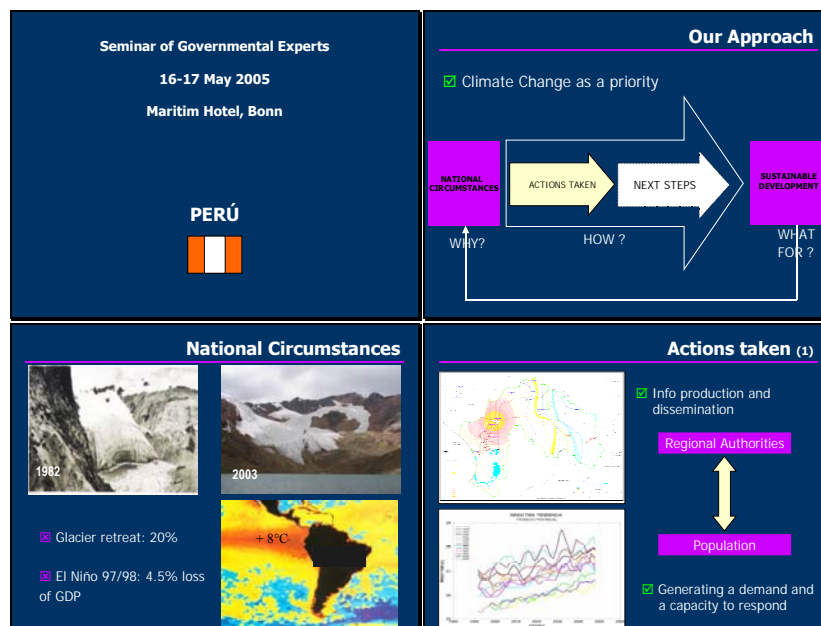 Seminar of Governmental Experts
16-17 May 2005
Maritim Hotel, Bonn
PERÚ
Our Approach
Climate Change as a priority
NATIONAL
CIRCUMSTANCES
ACTIONS TAKEN
NEXT STEPS
SUSTAINABLE
DEVELOPMENT
WHY?
HOW ?
WHAT
FOR ?
National Circumstances
1982
2003
+ 8°C
Glacier retreat: 20%
El Niño 97/98: 4.5% loss
of GDP
Actions taken (1)
Info production and
dissemination
Regional Authorities
Population
Generating a demand and
a capacity to respond